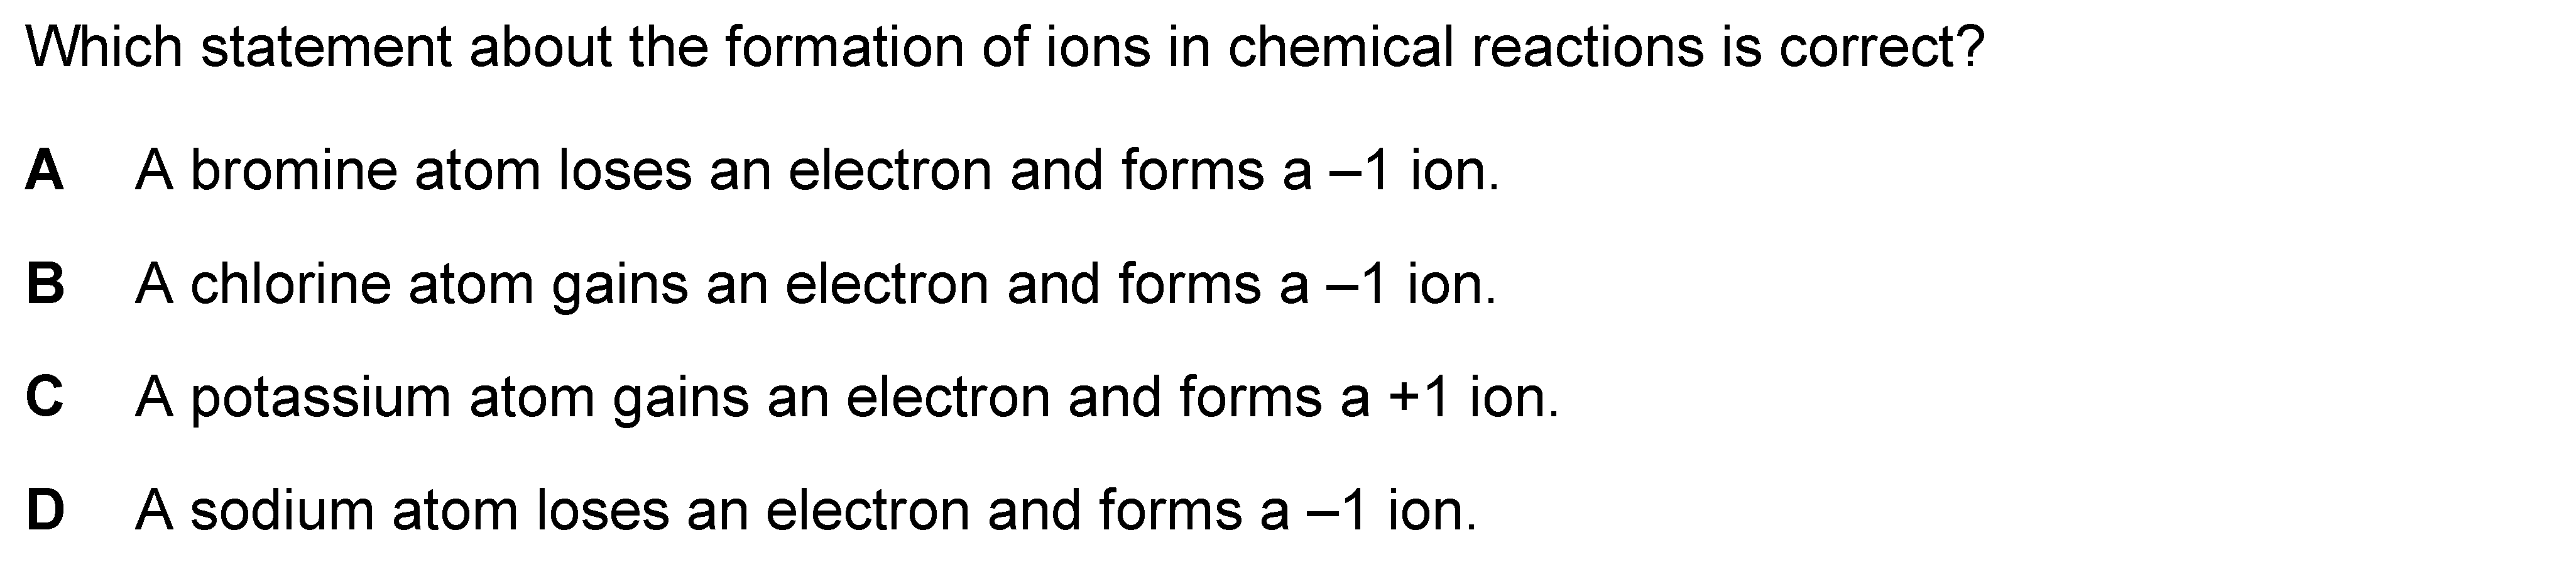 Which statement about the formation of ions in chemical reactions is correct?
A A bromine atom loses an electron and forms a –1 ion.
B A chlorine atom gains an electron and forms a –1 ion.
C A potassium atom gains an electron and forms a +1 ion.
D A sodium atom loses an electron and forms a –1 ion.